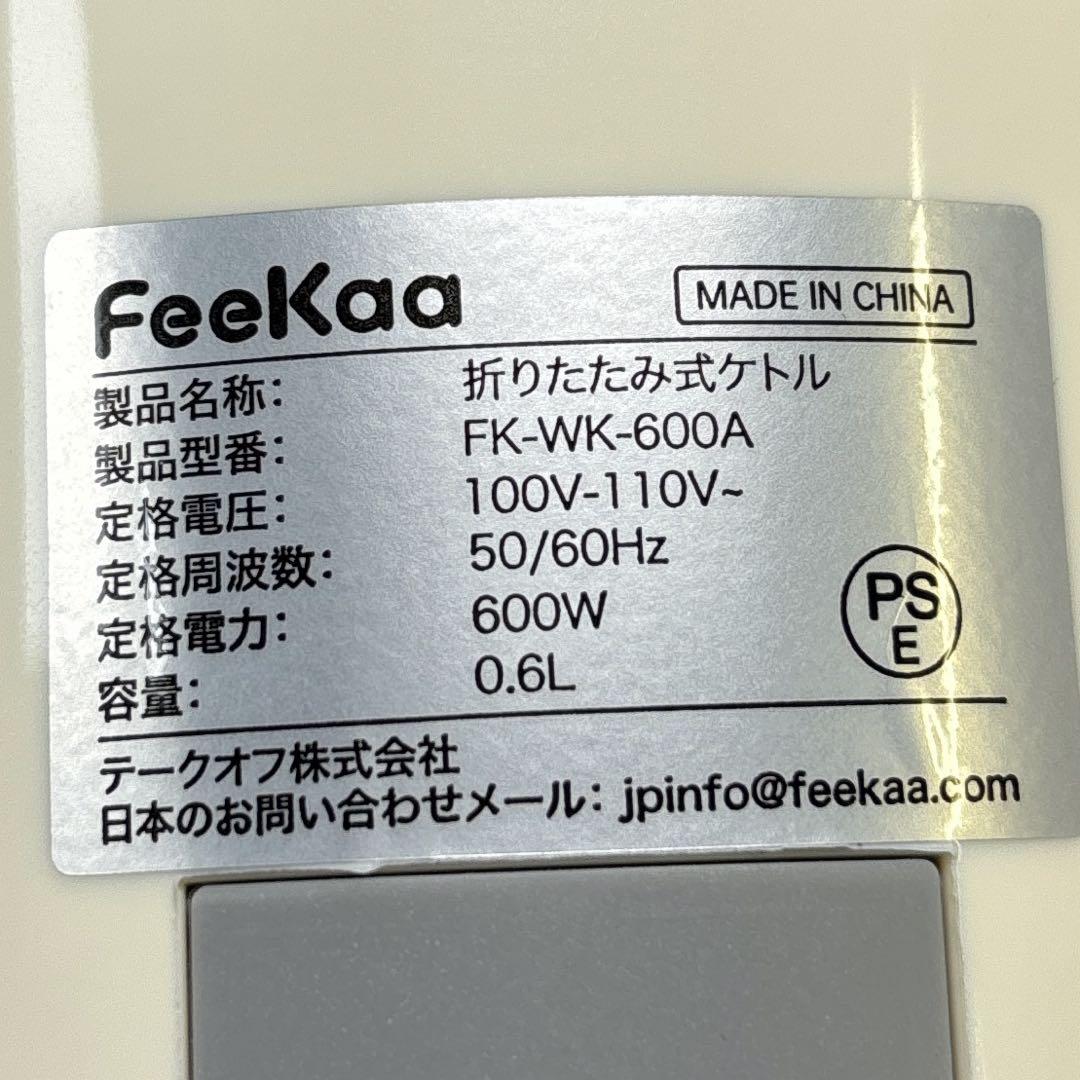 FeeKaa
MADE IN CHINA
製品名称: 折りたたみ式ケトル
製品型番: FK-WK-600A
定格電圧: 100V-110V~
定格周波数: 50/60Hz
定格電力: 600W
容量: 0.6L
PS
E
テークオフ株式会社
日本のお問い合わせメール: jpinfo@feekaa.com